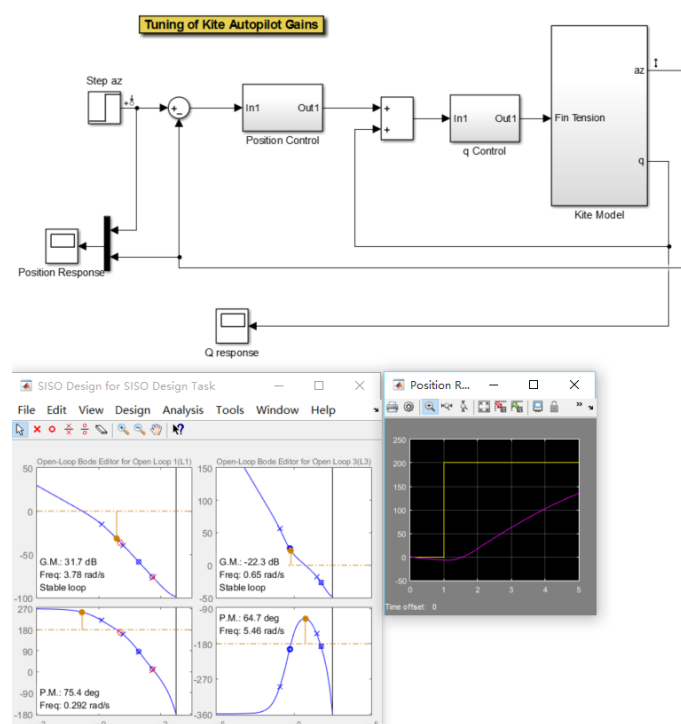 Tuning of Kite Autopilot Gains
Step az
In1
Out1
Position Control
+
+
In1
Out1
q Control
Fin Tension
az
q
Kite Model
Position Response
Q response
SISO Design for SISO Design Task
File Edit View Design Analysis Tools Window Help
Open-Loop Bode Editor for Open Loop 1(L1)
50
0
-50
-100
G.M.: 31.7 dB
Freq: 3.78 rad/s
Stable loop
270
180
90
0
-90
-180
P.M.: 75.4 deg
Freq: 0.292 rad/s
Open-Loop Bode Editor for Open Loop 3(L3)
150
100
50
0
-50
-100
G.M.: -22.3 dB
Freq: 0.65 rad/s
Stable loop
-90
-180
-270
-360
P.M.: 64.7 deg
Freq: 5.46 rad/s
Position R...
250
200
150
100
50
0
-50
0 1 2 3 4 5
Time offset: 0